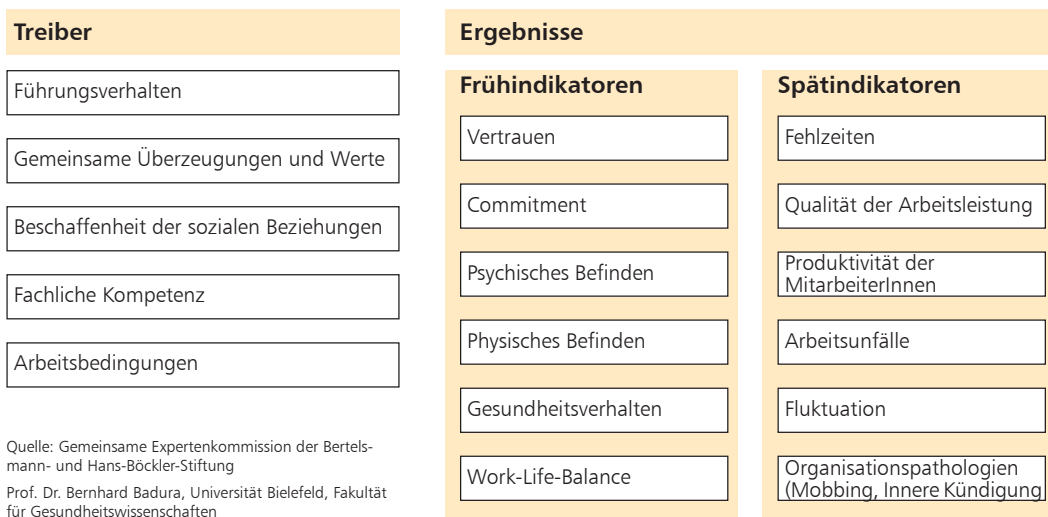 Treiber
Führungsverhalten
Gemeinsame Überzeugungen und Werte
Beschaffenheit der sozialen Beziehungen
Fachliche Kompetenz
Arbeitsbedingungen
Quelle: Gemeinsame Expertenkommission der Bertels-
mann- und Hans-Böckler-Stiftung
Prof. Dr. Bernhard Badura, Universität Bielefeld, Fakultät
für Gesundheitswissenschaften
Ergebnisse
Frühindikatoren
Vertrauen
Commitment
Psychisches Befinden
Physisches Befinden
Gesundheitsverhalten
Work-Life-Balance
Spätindikatoren
Fehlzeiten
Qualität der Arbeitsleistung
Produktivität der
MitarbeiterInnen
Arbeitsunfälle
Fluktuation
Organisationspathologien
(Mobbing, Innere Kündigung